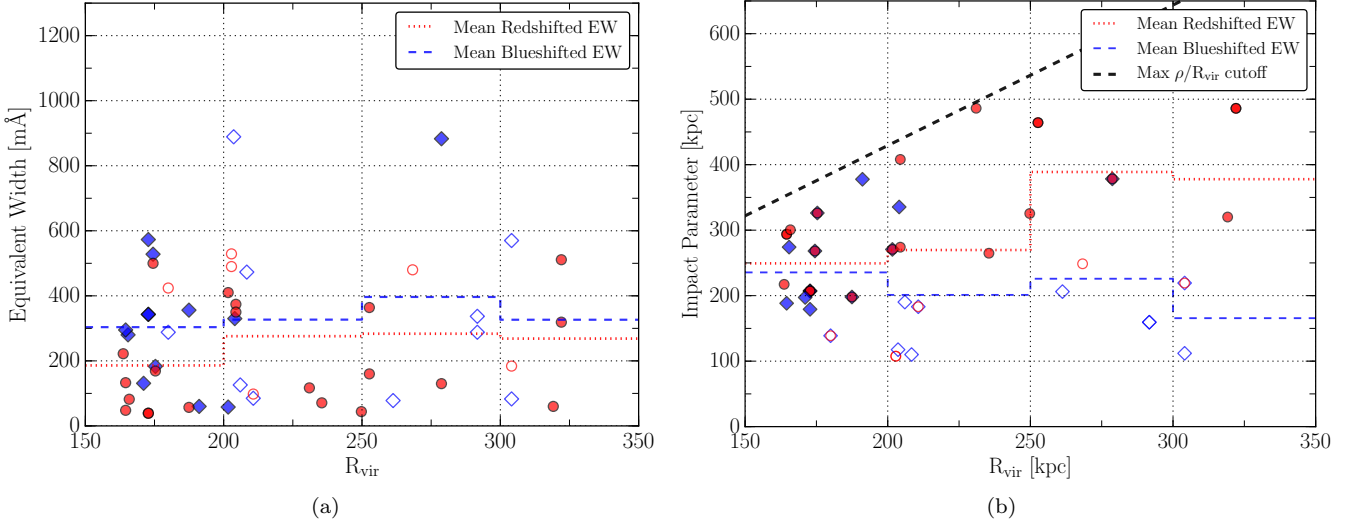 1200
1000
800
600
400
200
0
Equivalent Width [mÅ]
150
200
250
300
350
R_vir
Mean Redshifted EW
Mean Blueshifted EW
(a)
600
500
400
300
200
100
0
Impact Parameter [kpc]
150
200
250
300
350
R_vir [kpc]
Mean Redshifted EW
Mean Blueshifted EW
Max ρ/R_vir cutoff
(b)